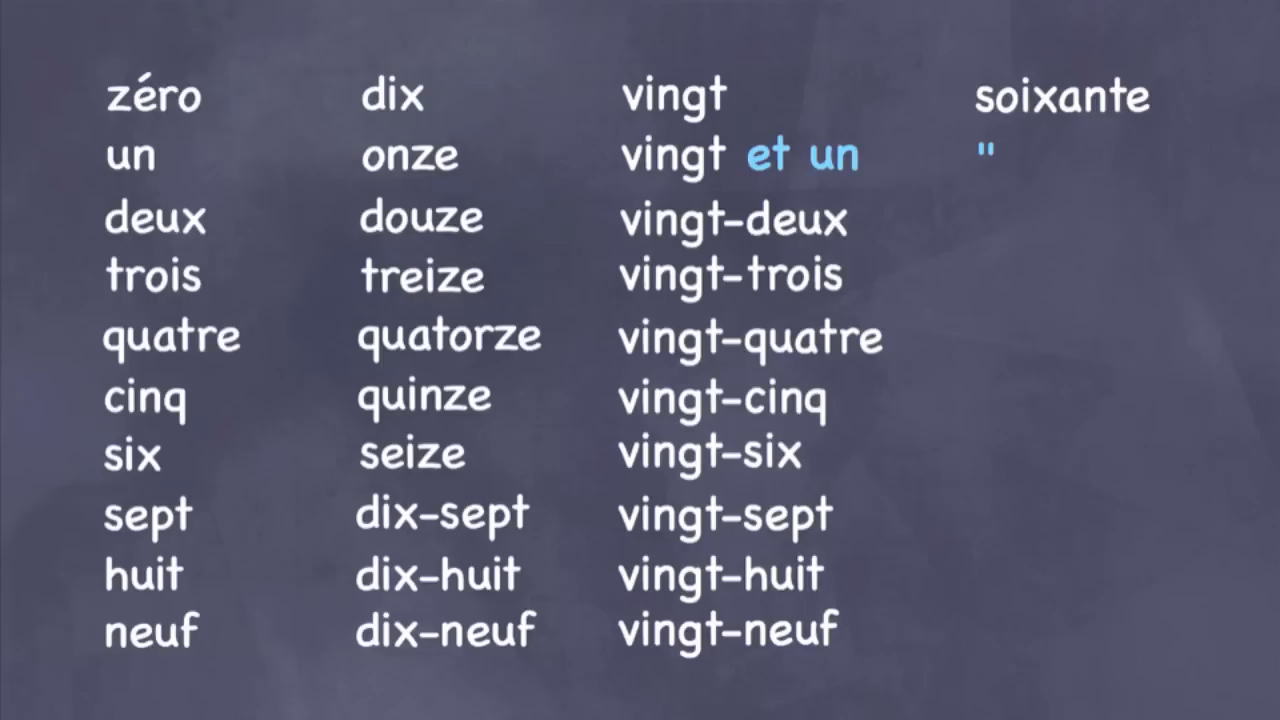 zéro dix vingt soixante
un onze vingt et un "
deux douze vingt-deux
trois treize vingt-trois
quatre quatorze vingt-quatre
cinq quinze vingt-cinq
six seize vingt-six
sept dix-sept vingt-sept
huit dix-huit vingt-huit
neuf dix-neuf vingt-neuf